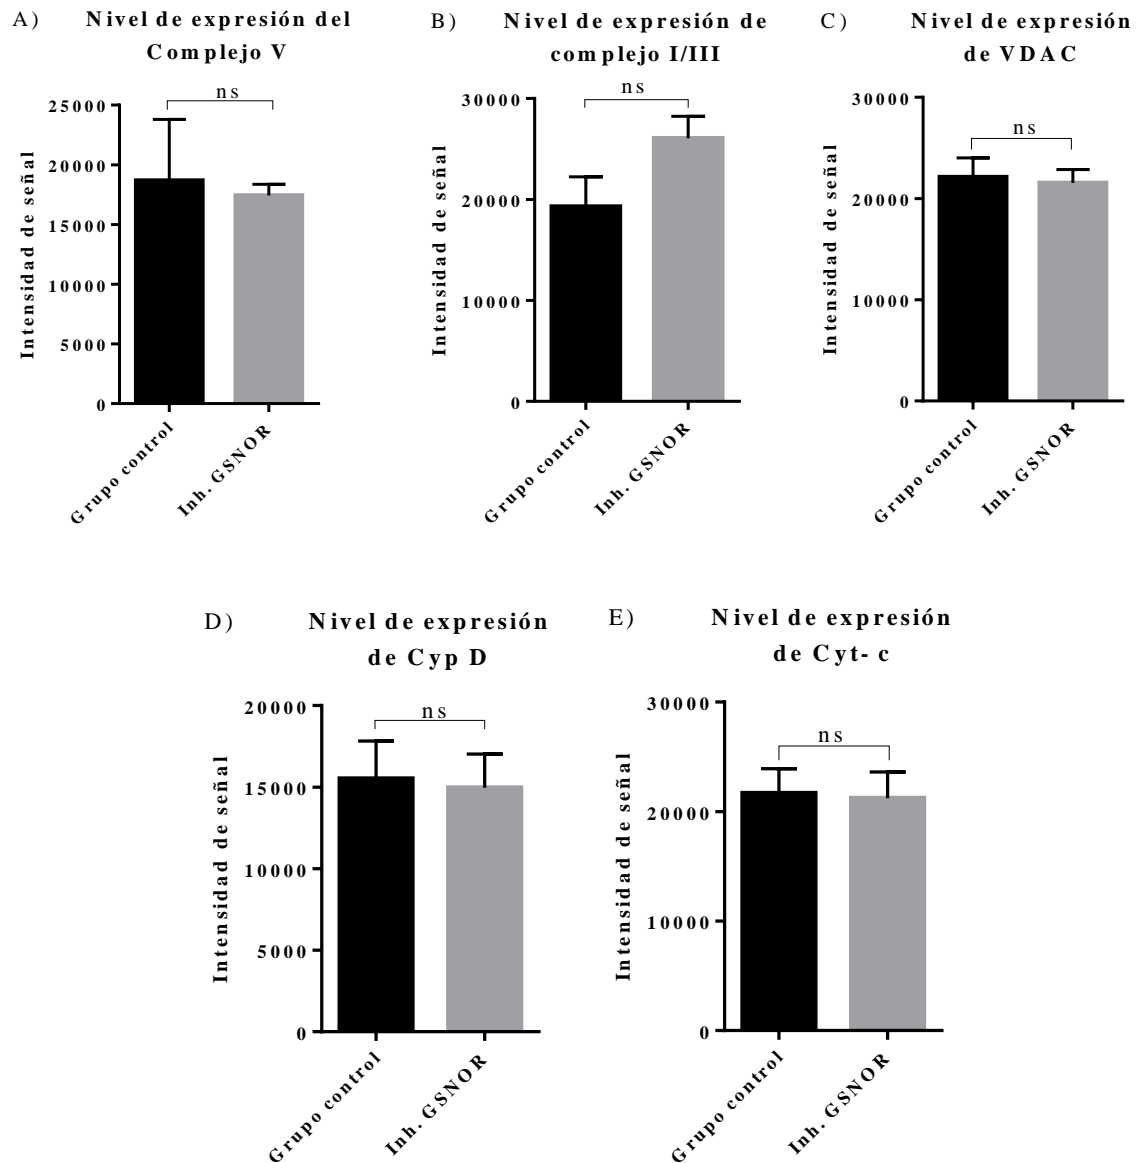 A)
Nivel de expresión del
Complejo V
ns
25000
20000
15000
10000
5000
0
Intensidad de señal
Grupo control
Inh. GSNOR
B)
Nivel de expresión de
complejo I/III
ns
30000
20000
10000
0
Intensidad de señal
Grupo control
Inh. GSNOR
C)
Nivel de expresión
de VDAC
ns
30000
20000
10000
0
Intensidad de señal
Grupo control
Inh. GSNOR
D)
Nivel de expresión
de Cyp D
ns
20000
15000
10000
5000
0
Intensidad de señal
Grupo control
Inh. GSNOR
E)
Nivel de expresión
de Cyt- c
ns
30000
20000
10000
0
Intensidad de señal
Grupo control
Inh. GSNOR